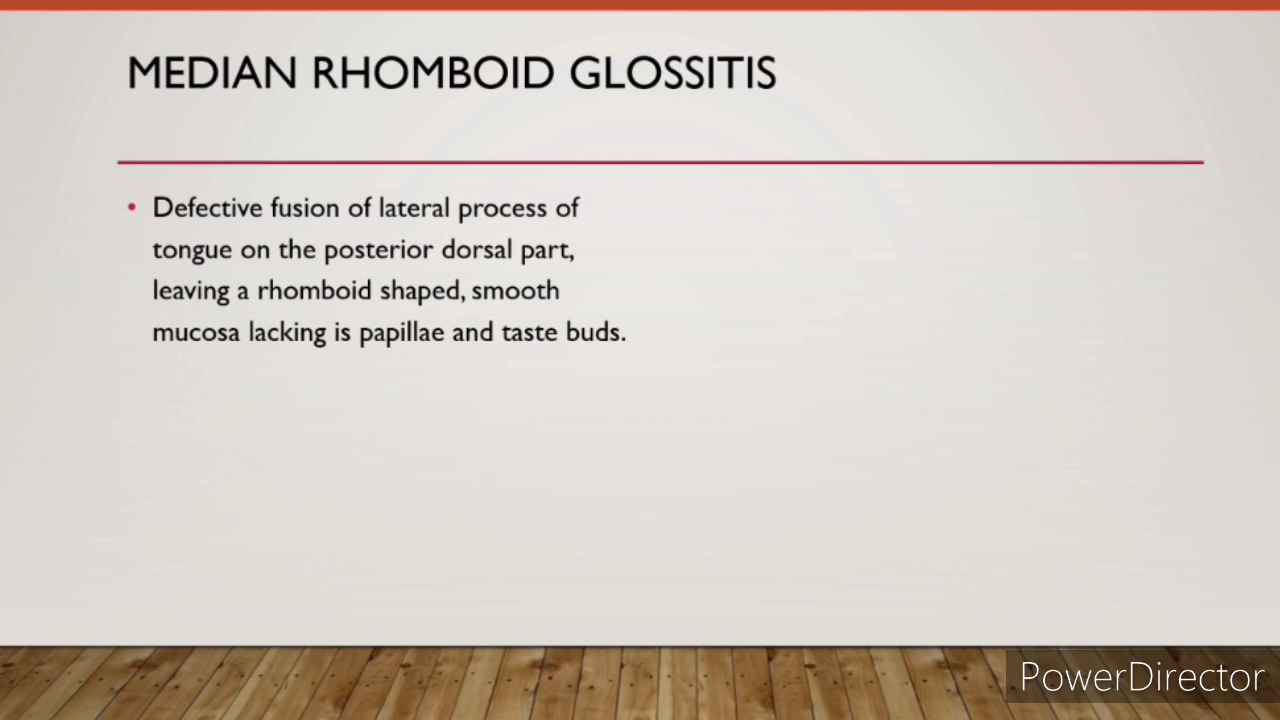 MEDIAN RHOMBOID GLOSSITIS
• Defective fusion of lateral process of
tongue on the posterior dorsal part,
leaving a rhomboid shaped, smooth
mucosa lacking is papillae and taste buds.
PowerDirector